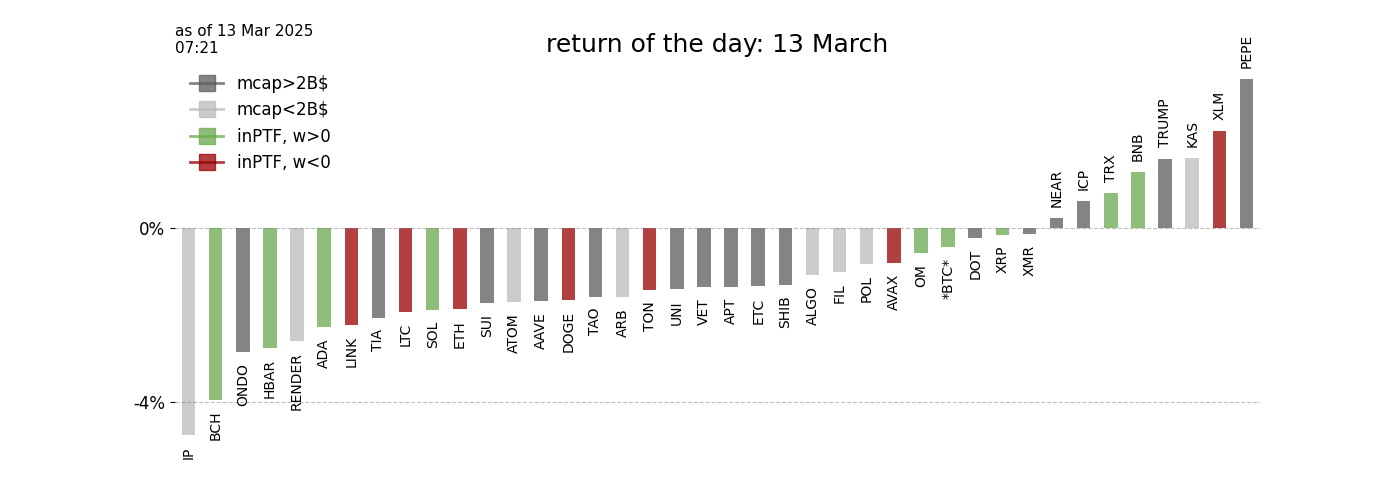 as of 13 Mar 2025
07:21
return of the day: 13 March
mcap>2B$
mcap<2B$
inPTF, w>0
inPTF, w<0
0%
-4%
IP
BCH
ONDO
HBAR
RENDER
ADA
LINK
TIA
LTC
SOL
ETH
SUI
ATOM
AAVE
DOGE
TAO
ARB
TON
UNI
VET
APT
ETC
SHIB
ALGO
FIL
POL
AVAX
OM
*BTC*
DOT
XRP
XMR
NEAR
ICP
TRX
BNB
TRUMP
KAS
XLM
PEPE